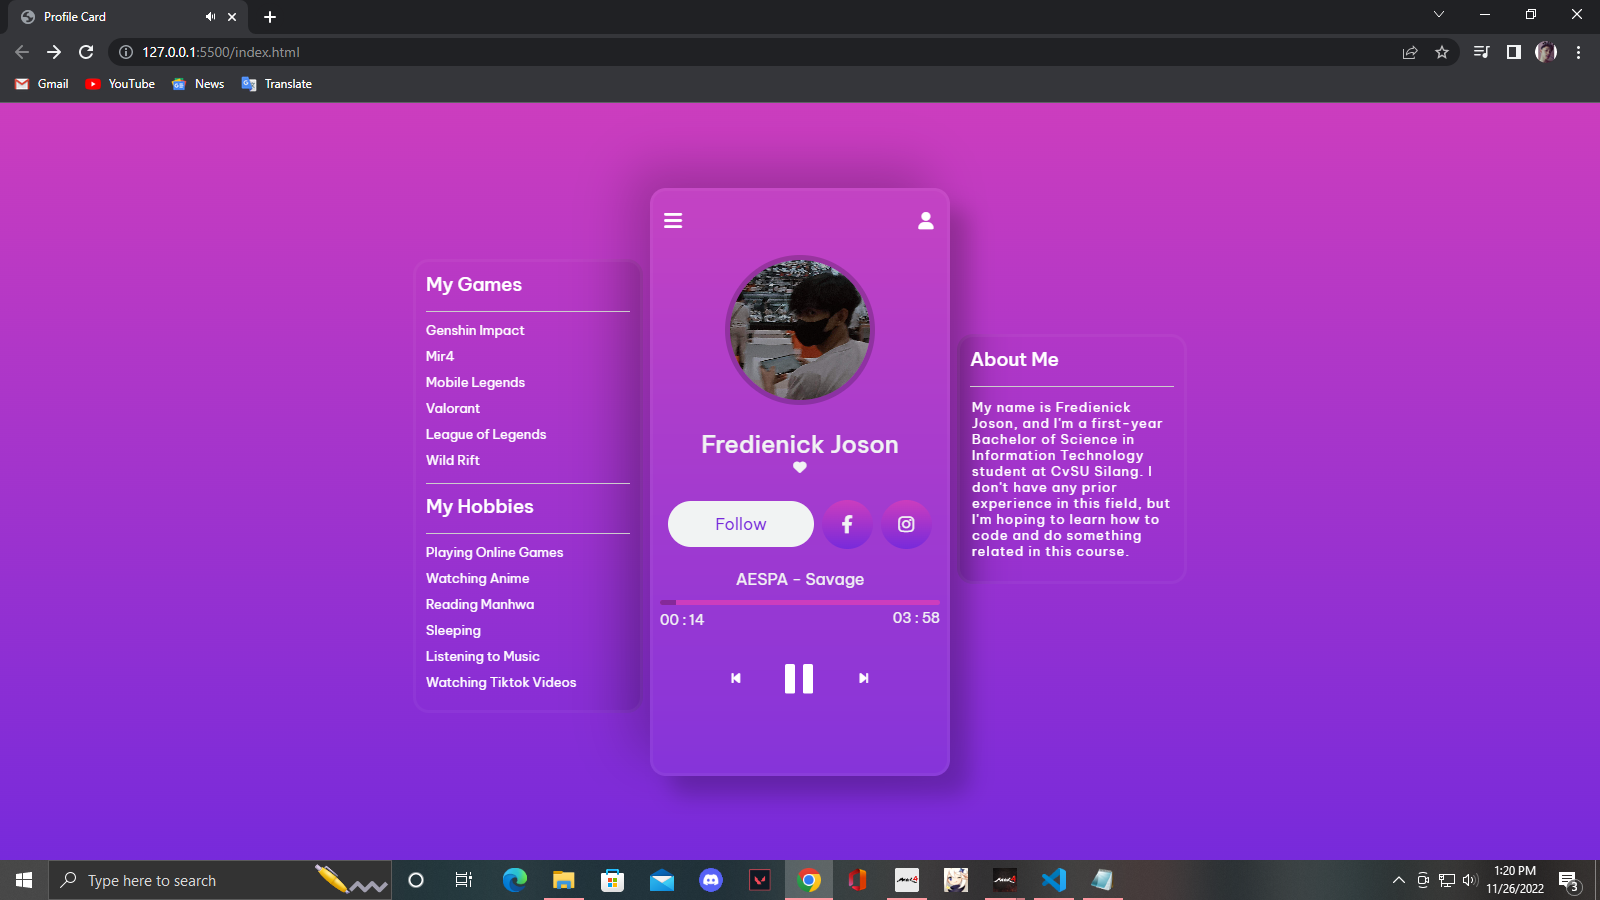 Profile Card
127.0.0.1:5500/index.html
Gmail YouTube News Translate
My Games
Genshin Impact
Mir4
Mobile Legends
Valorant
League of Legends
Wild Rift
My Hobbies
Playing Online Games
Watching Anime
Reading Manhwa
Sleeping
Listening to Music
Watching Tiktok Videos
Fredienick Joson
Follow
AESPA - Savage
00 : 14
03 : 58
About Me
My name is Fredienick
Joson, and I'm a first-year
Bachelor of Science in
Information Technology
student at CvSU Silang. I
don't have any prior
experience in this field, but
I'm hoping to learn how to
code and do something
related in this course.
Type here to search
1:20 PM
11/26/2022
3